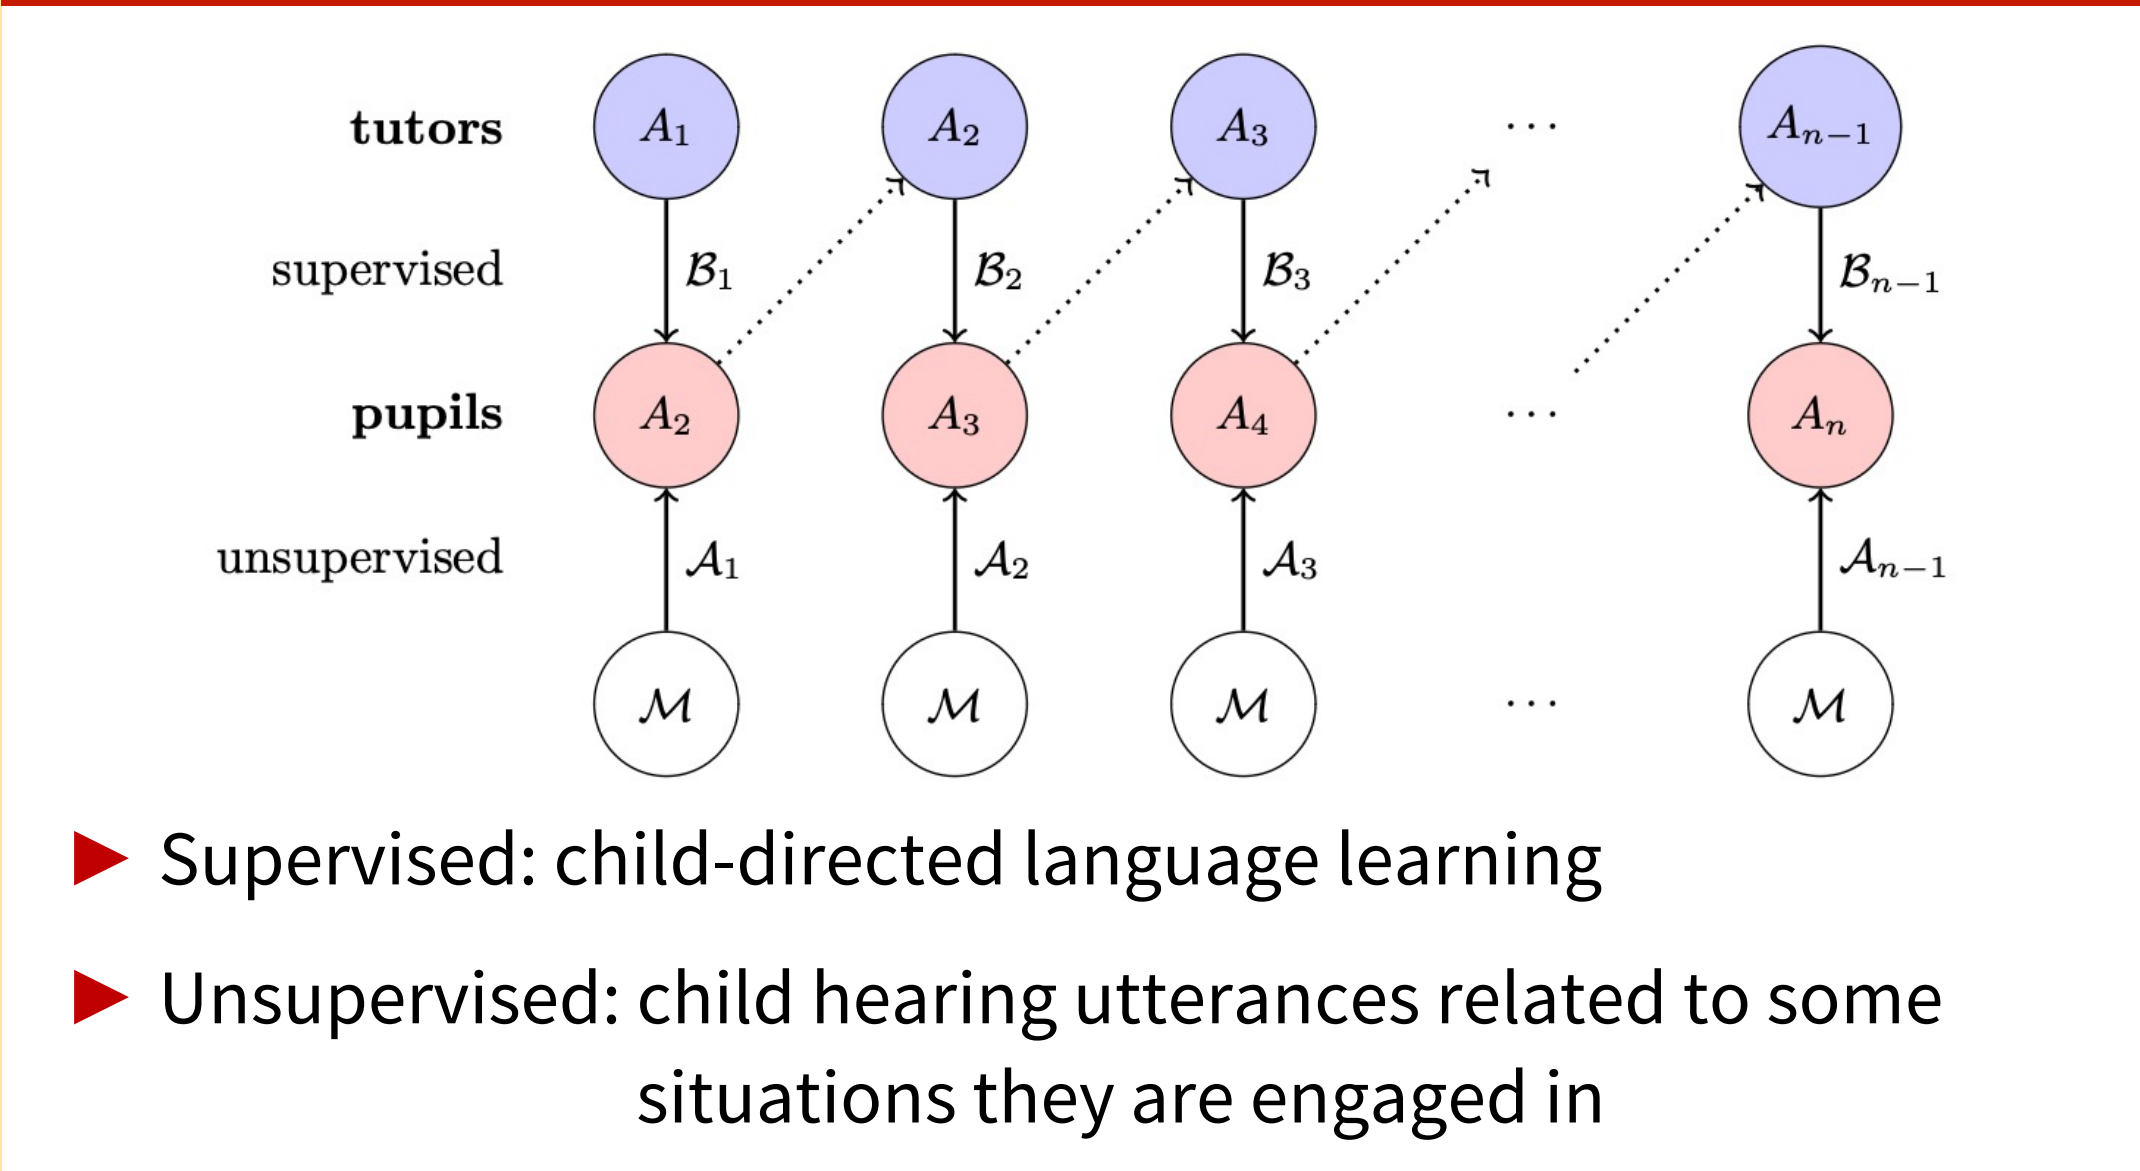 tutors A₁ A₂ A₃ ··· Aₙ₋₁
supervised ℬ₁ ℬ₂ ℬ₃ ℬₙ₋₁
pupils A₂ A₃ A₄ ··· Aₙ
unsupervised 𝒜₁ 𝒜₂ 𝒜₃ 𝒜ₙ₋₁
ℳ ℳ ℳ ··· ℳ
▶ Supervised: child-directed language learning
▶ Unsupervised: child hearing utterances related to some
situations they are engaged in